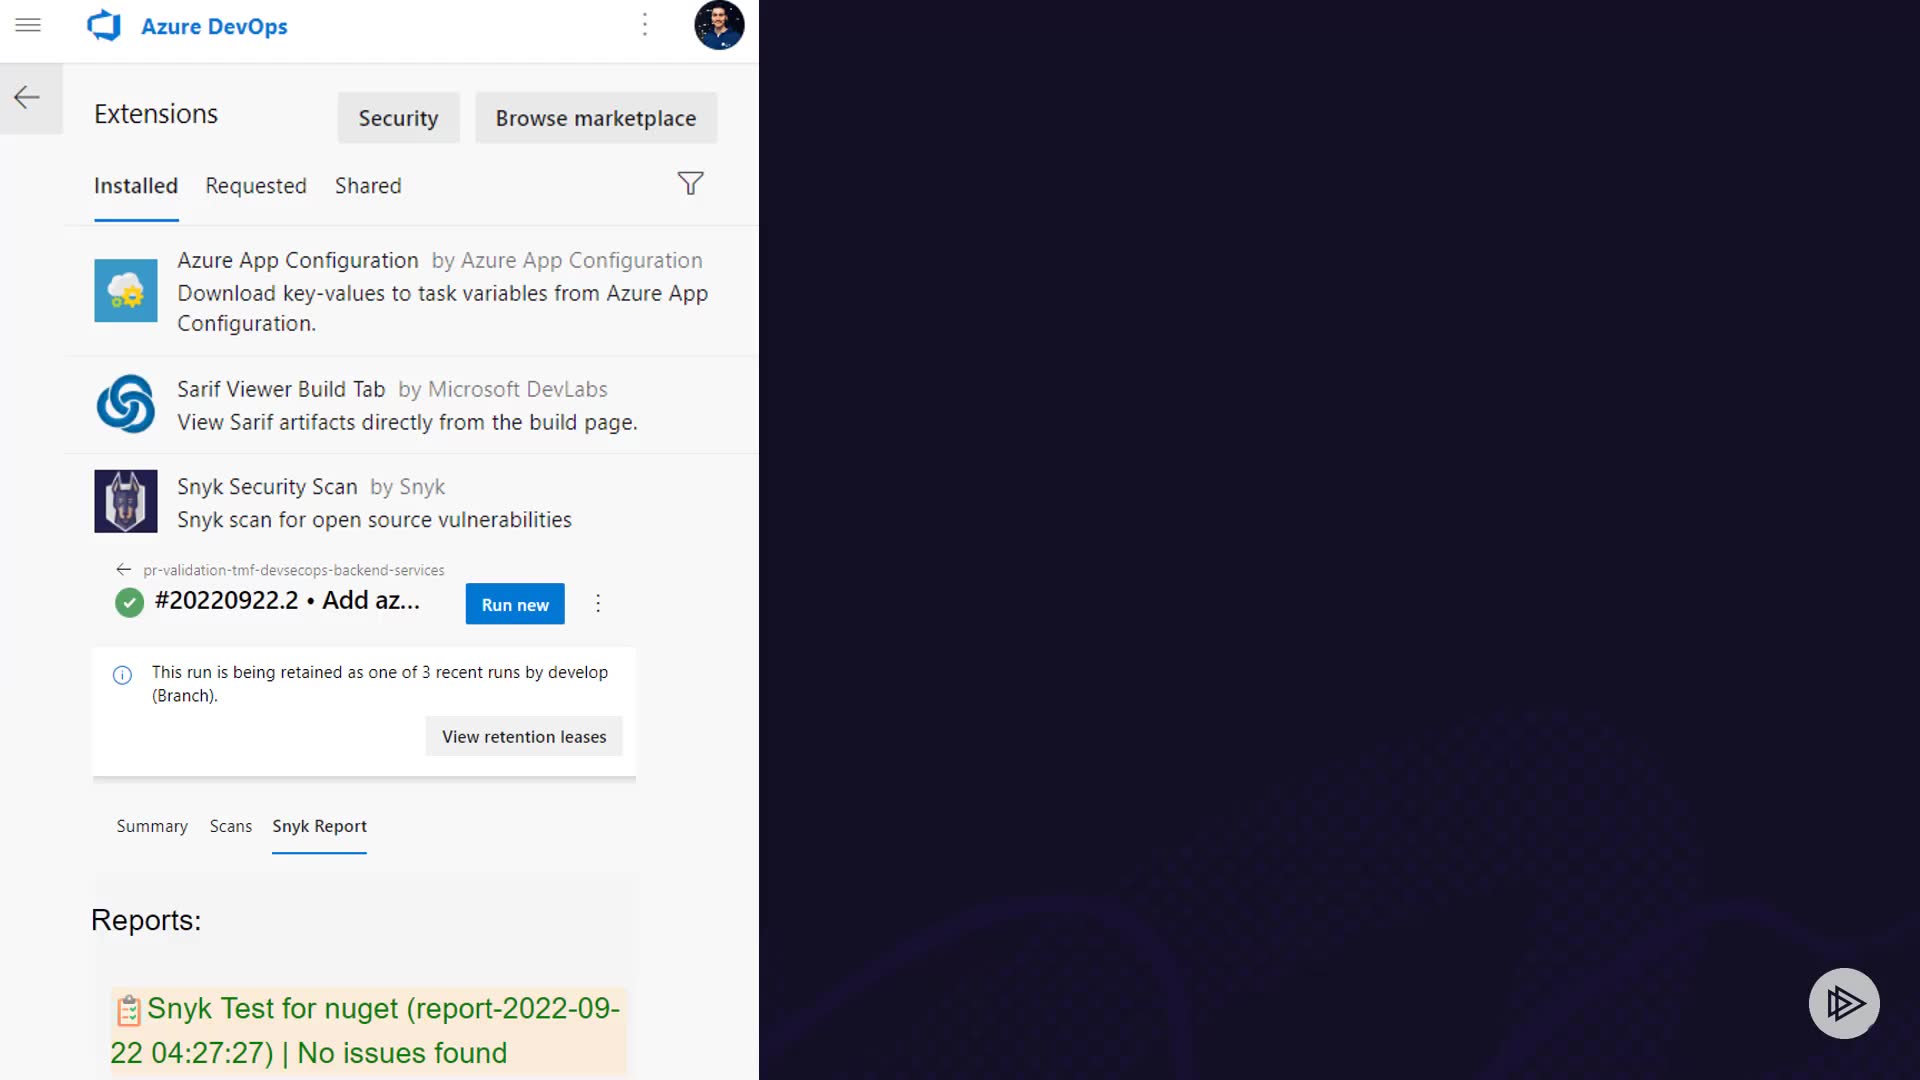 Azure DevOps
Extensions
Security
Browse marketplace
Installed
Requested
Shared
Azure App Configuration by Azure App Configuration
Download key-values to task variables from Azure App
Configuration.
Sarif Viewer Build Tab by Microsoft DevLabs
View Sarif artifacts directly from the build page.
Snyk Security Scan by Snyk
Snyk scan for open source vulnerabilities
pr-validation-tmf-devsecops-backend-services
#20220922.2 • Add az...
Run new
This run is being retained as one of 3 recent runs by develop
(Branch).
View retention leases
Summary
Scans
Snyk Report
Reports:
Snyk Test for nuget (report-2022-09-
22 04:27:27) | No issues found